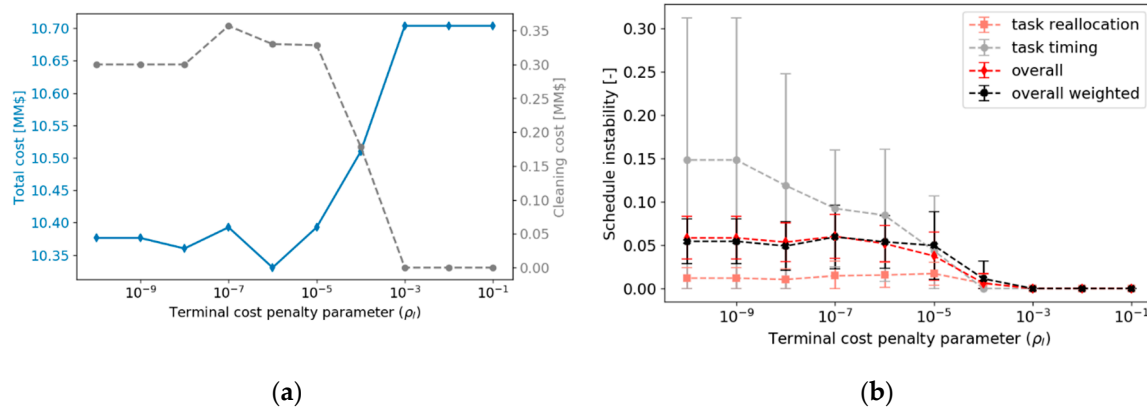 10.70
10.65
10.60
10.55
10.50
10.45
10.40
10.35
Total cost [MM$]
0.35
0.30
0.25
0.20
0.15
0.10
0.05
0.00
Cleaning cost [MM$]
10⁻⁹ 10⁻⁷ 10⁻⁵ 10⁻³ 10⁻¹
Terminal cost penalty parameter (ρₗ)
(a)
task reallocation
task timing
overall
overall weighted
0.30
0.25
0.20
0.15
0.10
0.05
0.00
Schedule instability [-]
10⁻⁹ 10⁻⁷ 10⁻⁵ 10⁻³ 10⁻¹
Terminal cost penalty parameter (ρₗ)
(b)